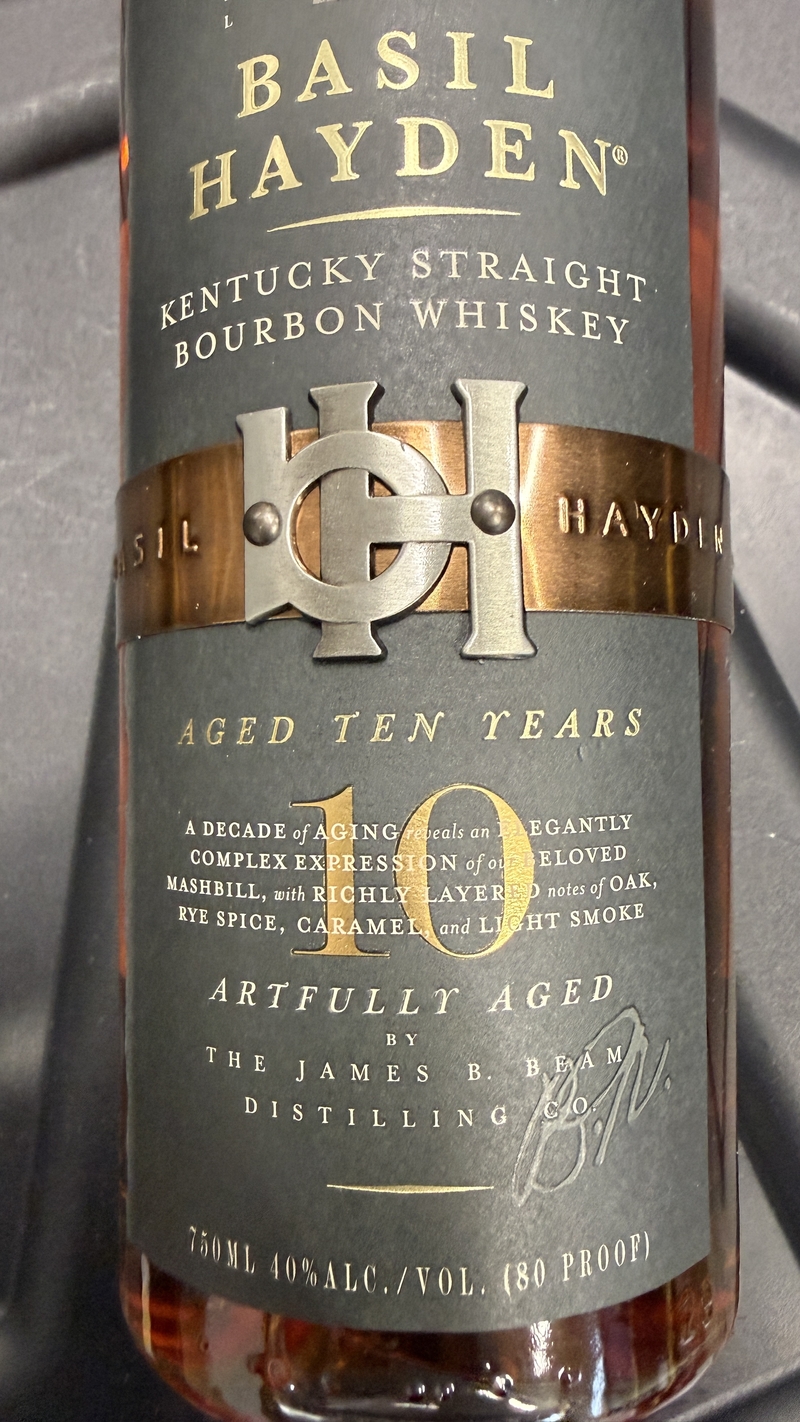 L
BASIL
HAYDEN®
KENTUCKY STRAIGHT
BOURBON WHISKEY
bH
ASIL HAYDEN
AGED TEN YEARS
10
A DECADE of AGING reveals an ELEGANTLY
COMPLEX EXPRESSION of our BELOVED
MASHBILL, with RICHLY LAYERED notes of OAK,
RYE SPICE, CARAMEL, and LIGHT SMOKE
ARTFULLY AGED
BY
THE JAMES B. BEAM
DISTILLING CO.
750ML 40%ALC./VOL. (80 PROOF)